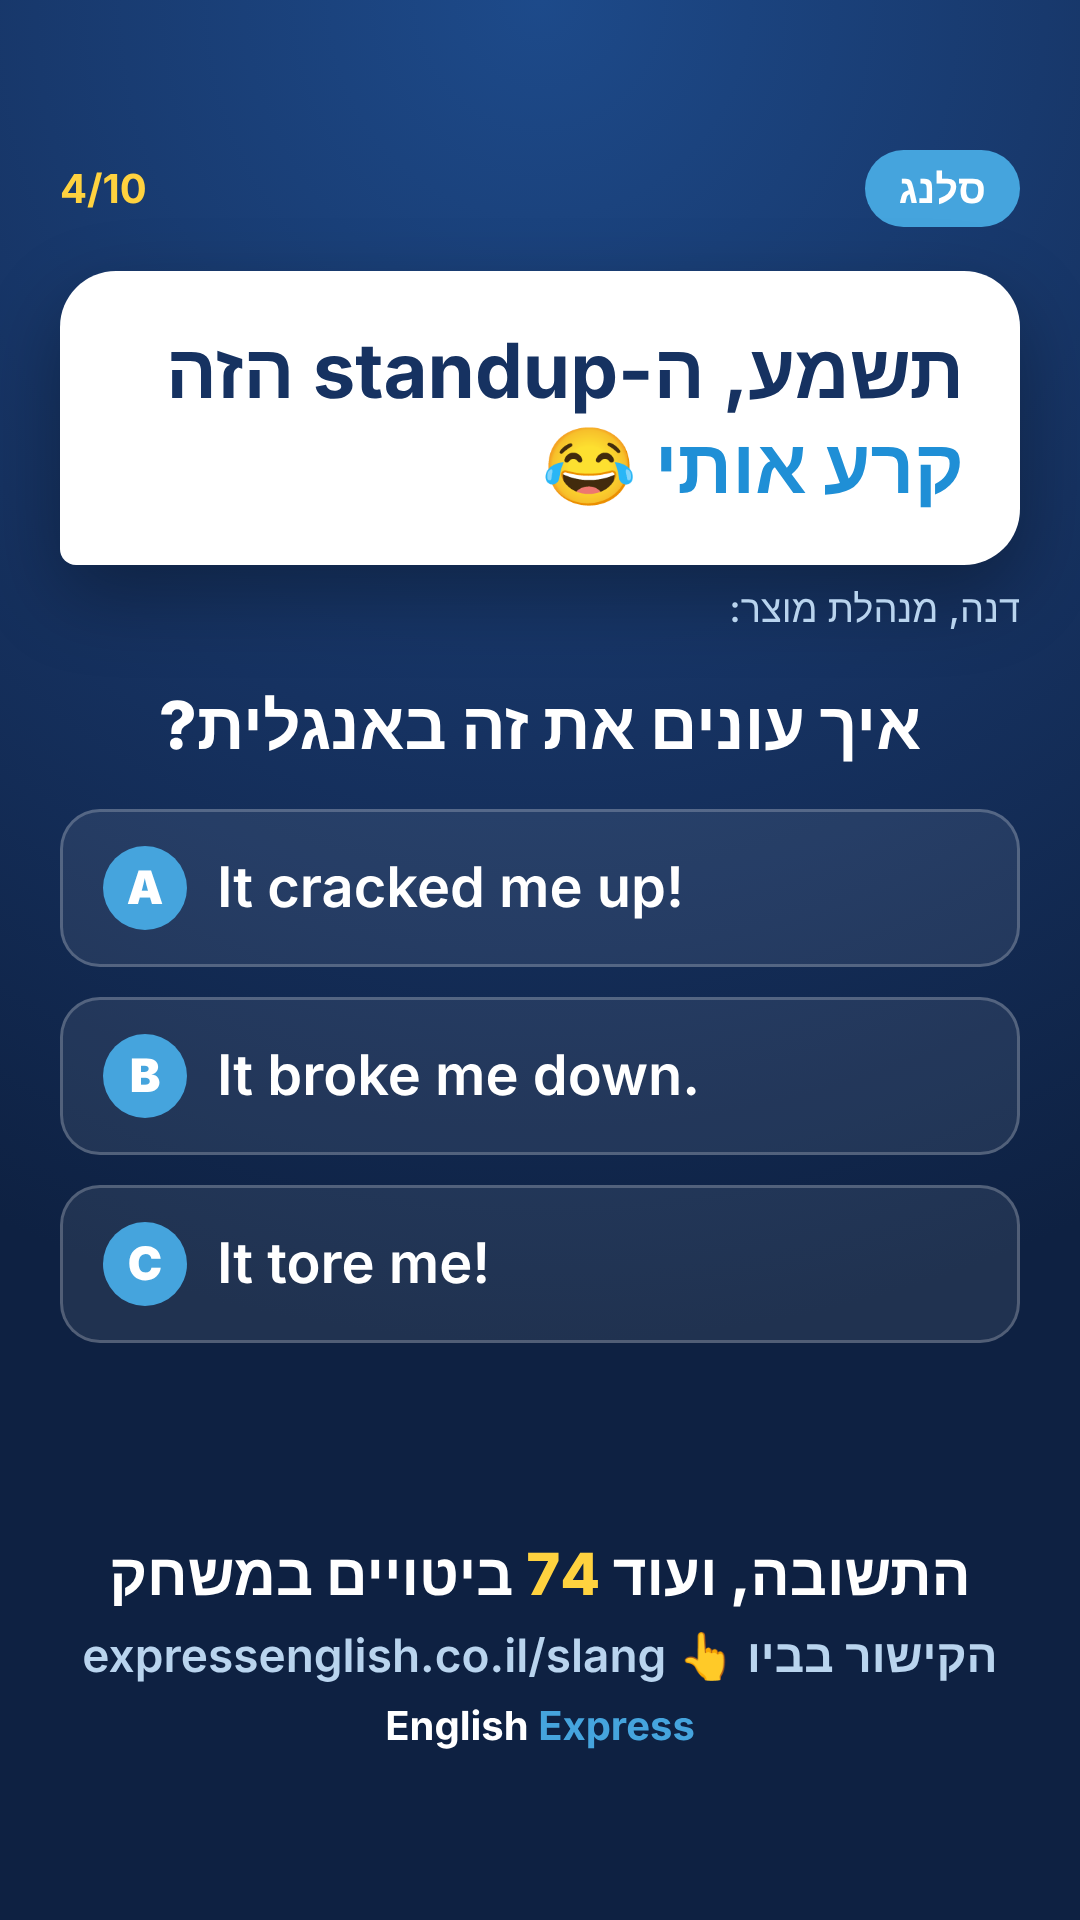 סלנג
4/10
תשמע, ה-standup הזה
קרע אותי 😂
דנה, מנהלת מוצר:
איך עונים את זה באנגלית?
A It cracked me up!
B It broke me down.
C It tore me!
התשובה, ועוד 74 ביטויים במשחק
הקישור בביו 👆 expressenglish.co.il/slang
English Express